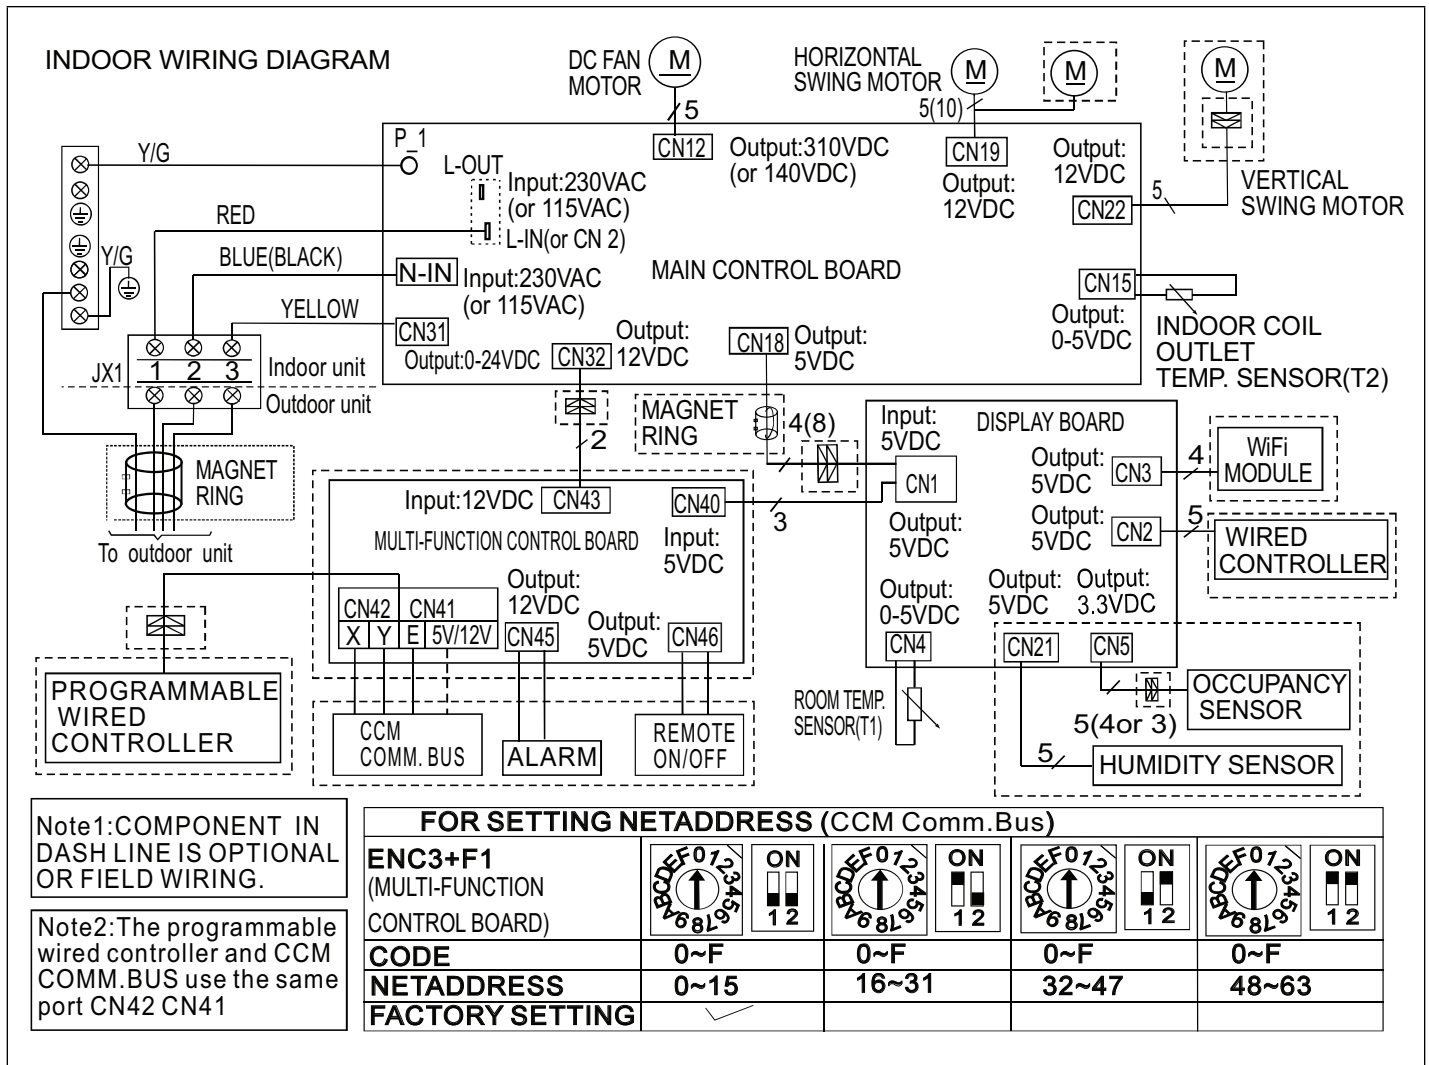 INDOOR WIRING DIAGRAM
DC FAN
MOTOR
M
5
HORIZONTAL
SWING MOTOR
M
M
5(10)
M
VERTICAL
SWING MOTOR
5
P_1
Y/G
L-OUT
Input:230VAC
(or 115VAC)
L-IN(or CN 2)
RED
Y/G
BLUE(BLACK)
N-IN
Input:230VAC
(or 115VAC)
YELLOW
CN31
Output:0-24VDC
CN12
Output:310VDC
(or 140VDC)
CN19
Output:
12VDC
Output:
12VDC
CN22
MAIN CONTROL BOARD
CN15
Output:
0-5VDC
INDOOR COIL
OUTLET
TEMP. SENSOR(T2)
CN32
Output:
12VDC
CN18
Output:
5VDC
JX1
1 2 3
Indoor unit
Outdoor unit
MAGNET
RING
To outdoor unit
2
MAGNET
RING
4(8)
Input:
5VDC
CN1
DISPLAY BOARD
Output:
5VDC
CN3
4
WiFi
MODULE
Output:
5VDC
CN2
5
WIRED
CONTROLLER
Output:
5VDC
Output:
0-5VDC
CN4
Output:
5VDC
CN21
Output:
3.3VDC
CN5
Input:12VDC
CN43
CN40
3
Input:
5VDC
MULTI-FUNCTION CONTROL BOARD
CN42 CN41
X Y E 5V/12V
Output:
12VDC
CN45
Output:
5VDC
CN46
PROGRAMMABLE
WIRED
CONTROLLER
CCM
COMM. BUS
ALARM
REMOTE
ON/OFF
ROOM TEMP.
SENSOR(T1)
5(4or 3)
OCCUPANCY
SENSOR
5
HUMIDITY SENSOR
Note1:COMPONENT IN
DASH LINE IS OPTIONAL
OR FIELD WIRING.
Note2:The programmable
wired controller and CCM
COMM.BUS use the same
port CN42 CN41
FOR SETTING NETADDRESS (CCM Comm.Bus)
ENC3+F1
(MULTI-FUNCTION
CONTROL BOARD)
0123456789ABCDEF
ON
1 2
0123456789ABCDEF
ON
1 2
0123456789ABCDEF
ON
1 2
0123456789ABCDEF
ON
1 2
CODE 0~F 0~F 0~F 0~F
NETADDRESS 0~15 16~31 32~47 48~63
FACTORY SETTING